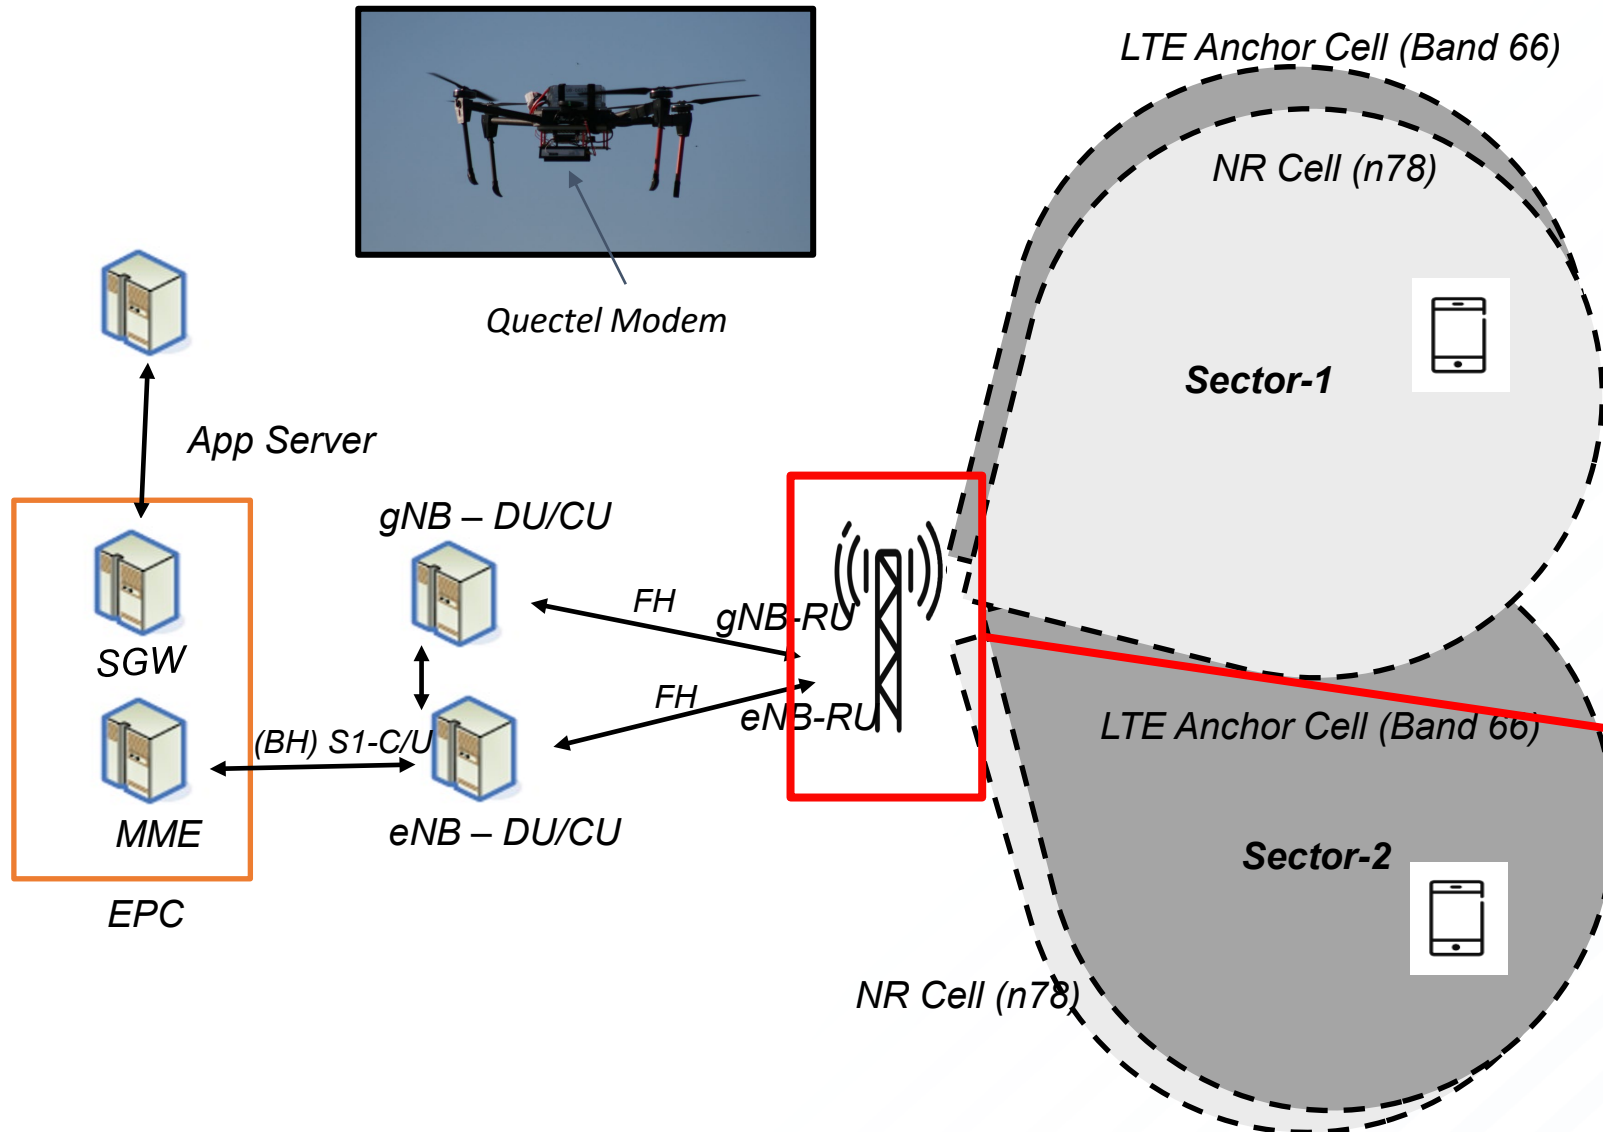 LTE Anchor Cell (Band 66)
NR Cell (n78)
Quectel Modem
Sector-1
App Server
gNB – DU/CU
FH
gNB-RU
SGW
FH
eNB-RU
(BH) S1-C/U
LTE Anchor Cell (Band 66)
MME
eNB – DU/CU
Sector-2
EPC
NR Cell (n78)